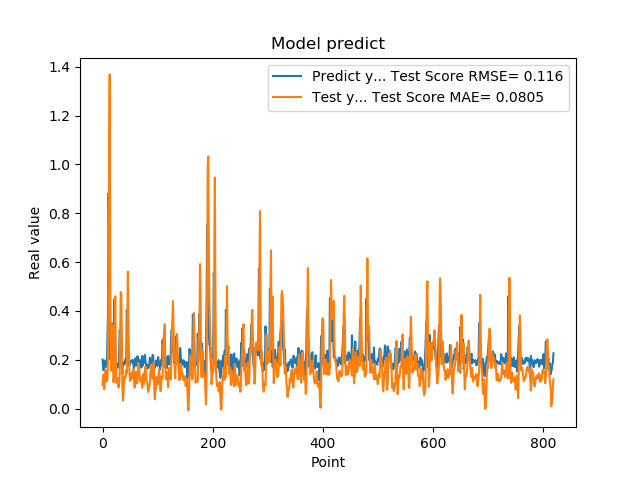 Model predict
Predict y... Test Score RMSE= 0.116
Test y... Test Score MAE= 0.0805
Real value
1.4
1.2
1.0
0.8
0.6
0.4
0.2
0.0
0 200 400 600 800
Point